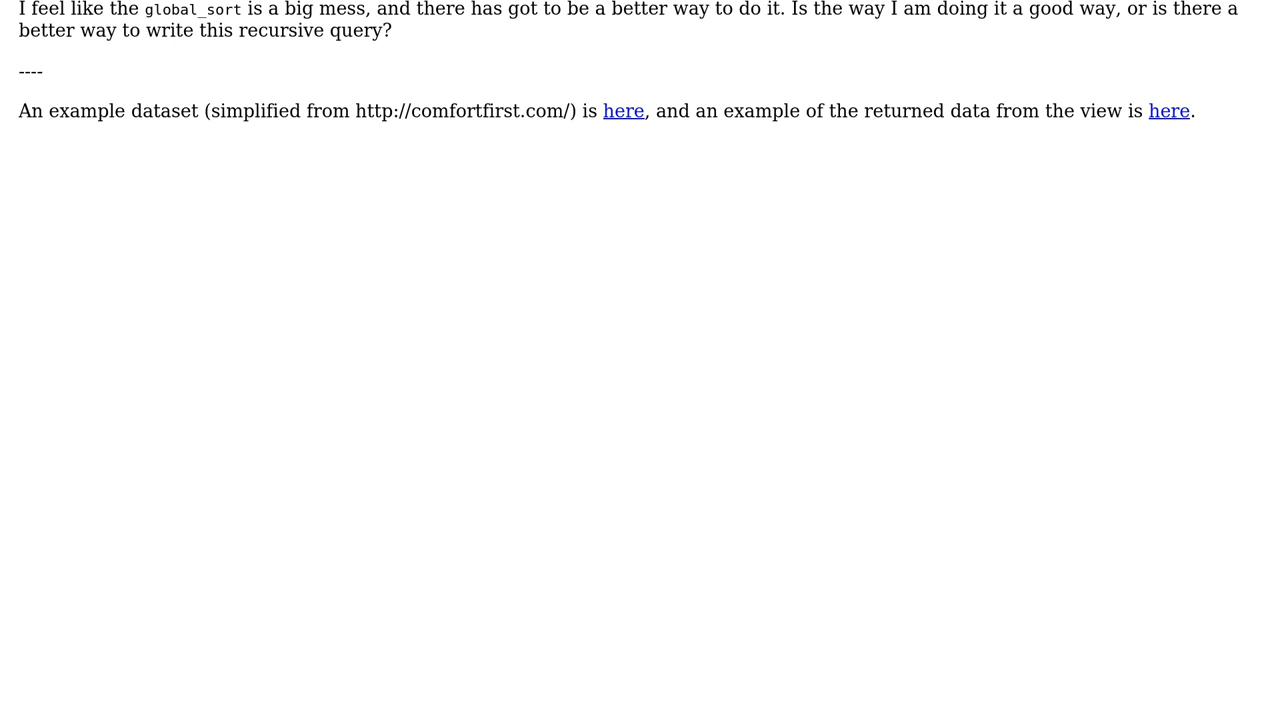 I feel like the global_sort is a big mess, and there has got to be a better way to do it. Is the way I am doing it a good way, or is there a
better way to write this recursive query?
----
An example dataset (simplified from http://comfortfirst.com/) is here, and an example of the returned data from the view is here.